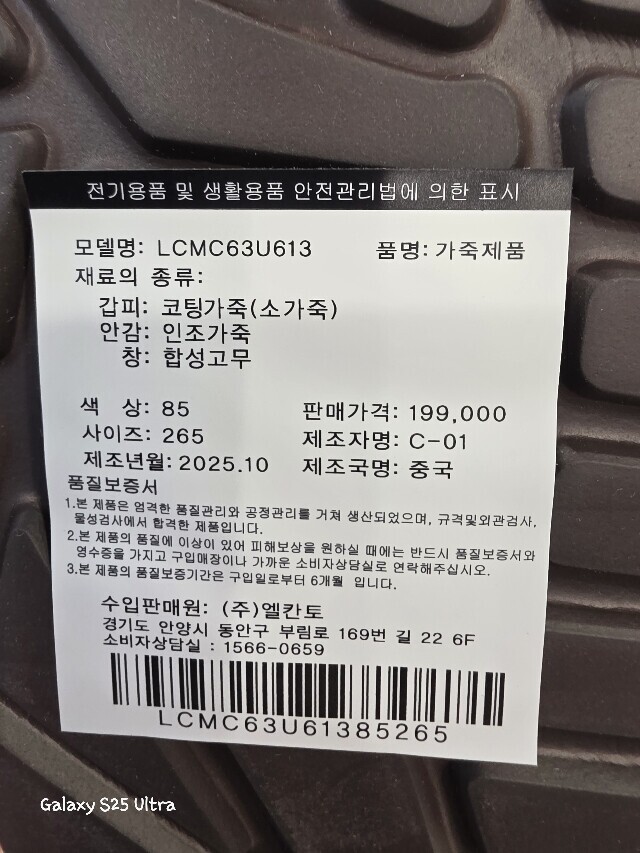 전기용품 및 생활용품 안전관리법에 의한 표시
모델명: LCMC63U613 품명: 가죽제품
재료의 종류:
갑피: 코팅가죽(소가죽)
안감: 인조가죽
창: 합성고무
색 상: 85 판매가격: 199,000
사이즈: 265 제조자명: C-01
제조년월: 2025.10 제조국명: 중국
품질보증서
1.본 제품은 엄격한 품질관리와 공정관리를 거쳐 생산되었으며, 규격및외관검사,
물성검사에서 합격한 제품입니다.
2.본 제품의 품질에 이상이 있어 피해보상을 원하실 때에는 반드시 품질보증서와
영수증을 가지고 구입매장이나 가까운 소비자상담실로 연락해주십시오.
3.본 제품의 품질보증기간은 구입일로부터 6개월 입니다.
수입판매원: (주)엘칸토
경기도 안양시 동안구 부림로 169번 길 22 6F
소비자상담실 : 1566-0659
LCMC63U61385265
Galaxy S25 Ultra